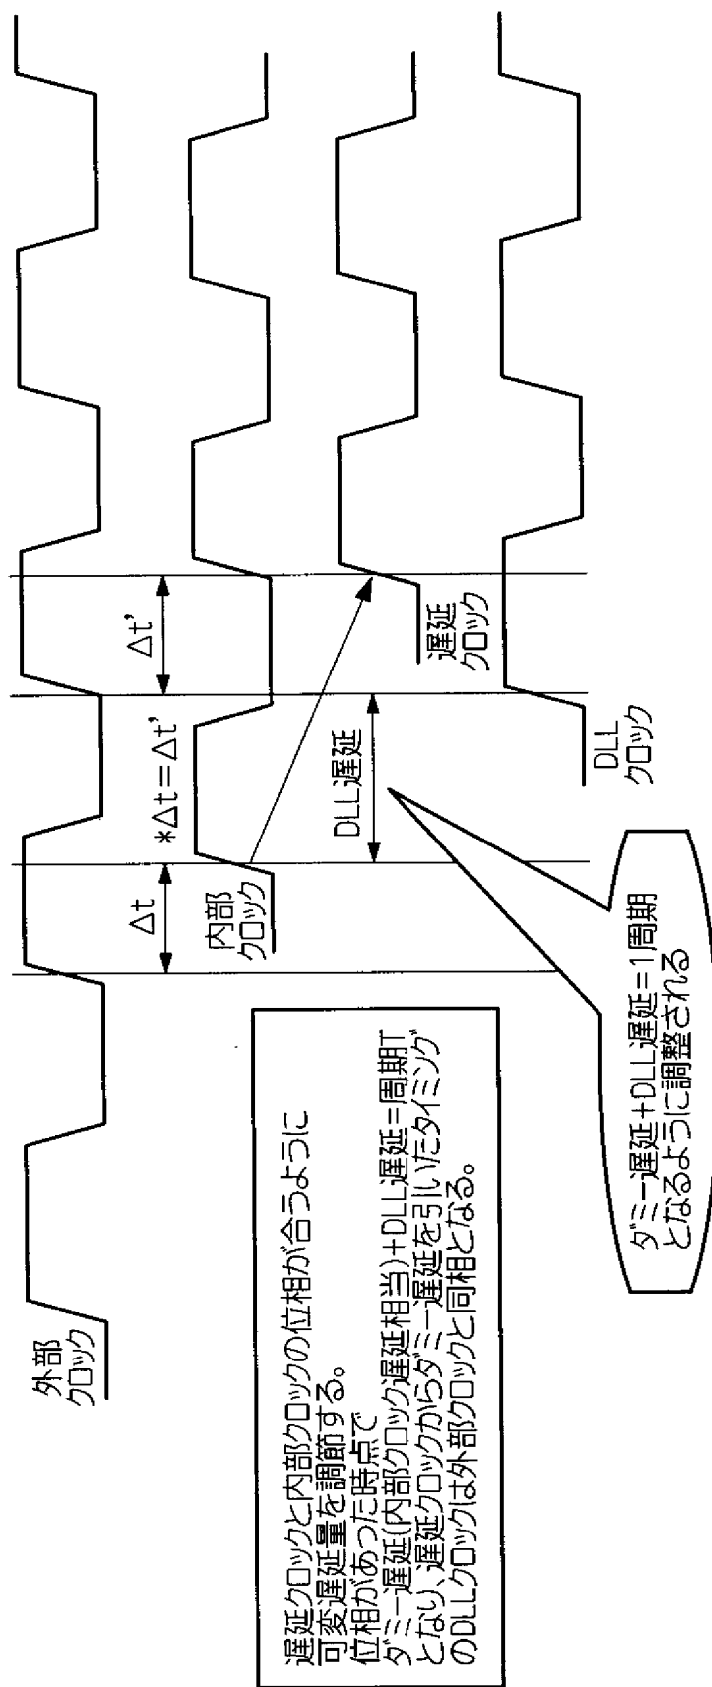 外部
クロック
Δt
*Δt=Δt'
Δt'
内部
クロック
DLL遅延
遅延
クロック
DLL
クロック
遅延クロックと内部クロックの位相が合うように
可変遅延量を調節する。
位相があった時点で
ダミー遅延(内部クロック遅延相当)+DLL遅延=周期T
となり、遅延クロックからダミー遅延を引いたタイミング
のDLLクロックは外部クロックと同相となる。
ダミー遅延+DLL遅延=1周期
となるように調整される